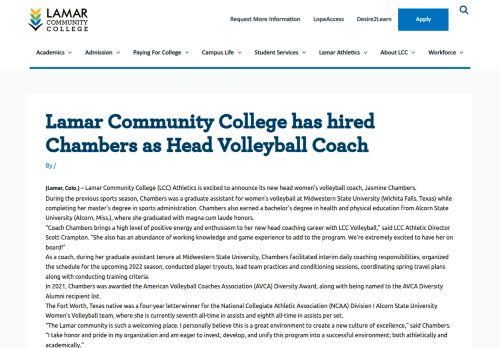 LAMAR
COMMUNITY
COLLEGE
Request More Information LopeAccess Desire2Learn Apply
Academics Admission Paying For College Campus Life Student Services Lamar Athletics About LCC Workforce
Lamar Community College has hired
Chambers as Head Volleyball Coach
By /
(Lamar, Colo.) – Lamar Community College (LCC) Athletics is excited to announce its new head women's volleyball coach, Jasmine Chambers.
During the previous sports season, Chambers was a graduate assistant for women's volleyball at Midwestern State University (Wichita Falls, Texas) while
completing her master's degree in sports administration. Chambers also earned a bachelor's degree in health and physical education from Alcorn State
University (Alcorn, Miss.), where she graduated with magna cum laude honors.
"Coach Chambers brings a high level of positive energy and enthusiasm to her new head coaching career with LCC Volleyball," said LCC Athletic Director
Scott Crampton. "She also has an abundance of working knowledge and game experience to add to the program. We're extremely excited to have her on
board!"
As a coach, during her graduate assistant tenure at Midwestern State University, Chambers facilitated interim daily coaching responsibilities, organized
the schedule for the upcoming 2022 season, conducted player tryouts, lead team practices and conditioning sessions, coordinating spring travel plans
along with conducting training criteria.
In 2021, Chambers was awarded the American Volleyball Coaches Association (AVCA) Diversity Award, along with being named to the AVCA Diversity
Alumni recipient list.
The Fort Worth, Texas native was a four-year letterwinner for the National Collegiate Athletic Association (NCAA) Division I Alcorn State University
Women's Volleyball team, where she is currently seventh all-time in assists and eighth all-time in assists per set.
"The Lamar community is such a welcoming place. I personally believe this is a great environment to create a new culture of excellence," said Chambers.
"I take honor and pride in my organization and am eager to invest, develop, and unify this program into a successful environment; both athletically and
academically."